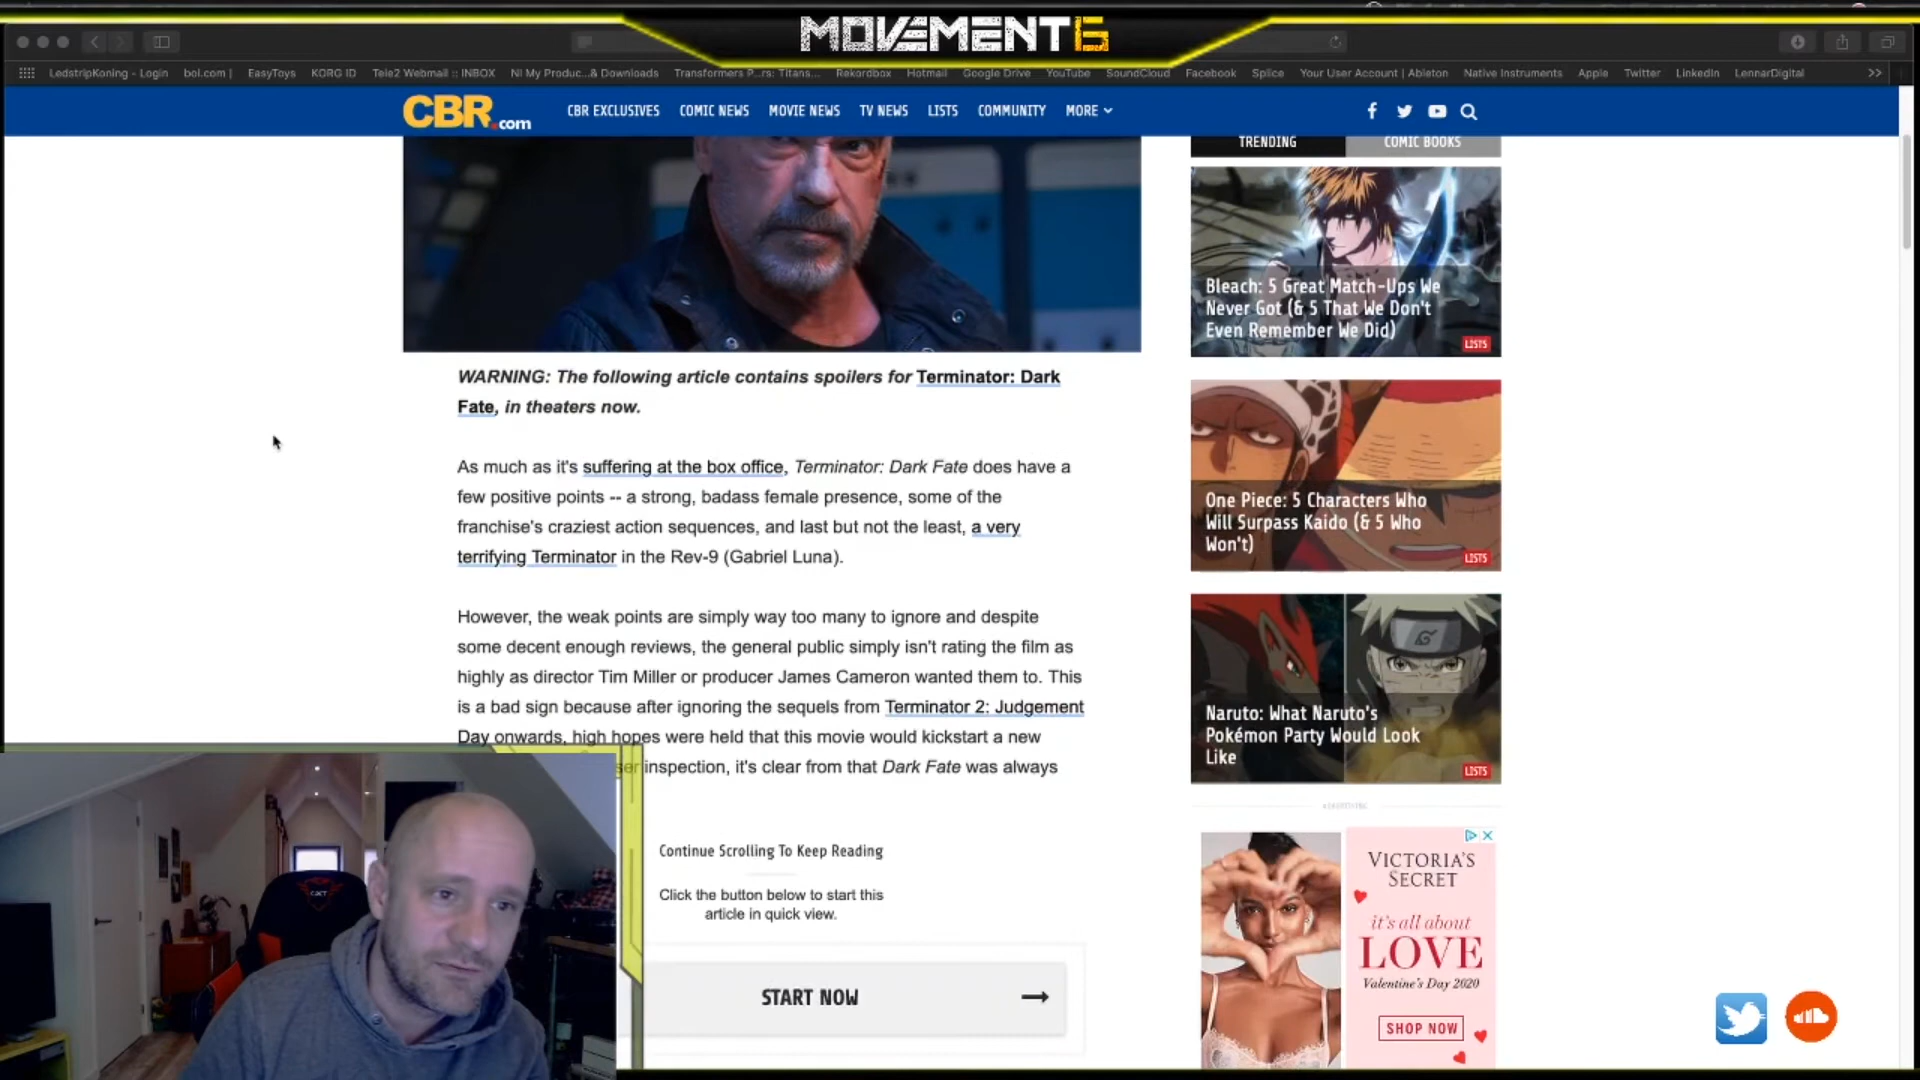 MOVEMENT6
LedstripKoning - Login bol.com | EasyToys KORG ID Tele2 Webmail :: INBOX NI My Produc...& Downloads Transformers P...rs: Titans... Rekordbox Hotmail Google Drive YouTube SoundCloud Facebook Splice Your User Account | Ableton Native Instruments Apple Twitter LinkedIn LennarDigital >>
CBR.com CBR EXCLUSIVES COMIC NEWS MOVIE NEWS TV NEWS LISTS COMMUNITY MORE
TRENDING COMIC BOOKS
WARNING: The following article contains spoilers for Terminator: Dark
Fate, in theaters now.
As much as it's suffering at the box office, Terminator: Dark Fate does have a
few positive points -- a strong, badass female presence, some of the
franchise's craziest action sequences, and last but not the least, a very
terrifying Terminator in the Rev-9 (Gabriel Luna).
However, the weak points are simply way too many to ignore and despite
some decent enough reviews, the general public simply isn't rating the film as
highly as director Tim Miller or producer James Cameron wanted them to. This
is a bad sign because after ignoring the sequels from Terminator 2: Judgement
Day onwards, high hopes were held that this movie would kickstart a new
inspection, it's clear from that Dark Fate was always
Continue Scrolling To Keep Reading
Click the button below to start this
article in quick view.
START NOW
Bleach: 5 Great Match-Ups We
Never Got (& 5 That We Don't
Even Remember We Did)
LISTS
One Piece: 5 Characters Who
Will Surpass Kaido (& 5 Who
Won't)
LISTS
Naruto: What Naruto's
Pokémon Party Would Look
Like
LISTS
VICTORIA'S
SECRET
it's all about
LOVE
Valentine's Day 2020
SHOP NOW